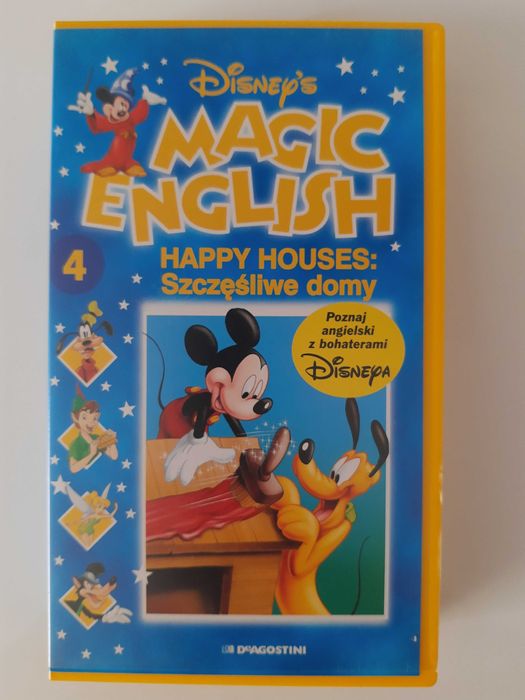 DISNEY'S
MAGIC
ENGLISH
4
HAPPY HOUSES:
Szczęśliwe domy
Poznaj
angielski
z bohaterami
DISNEYA
DEAGOSTINI